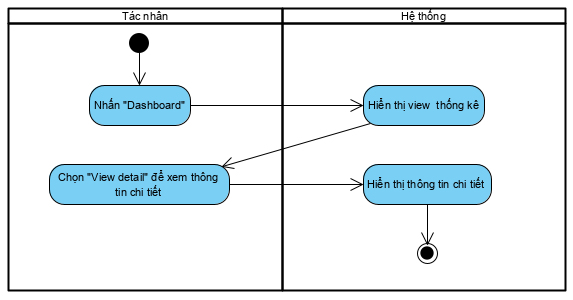 Tác nhân
Hệ thống
Nhấn "Dashboard"
Hiển thị view thống kê
Chọn "View detail" để xem thông
tin chi tiết
Hiển thị thông tin chi tiết